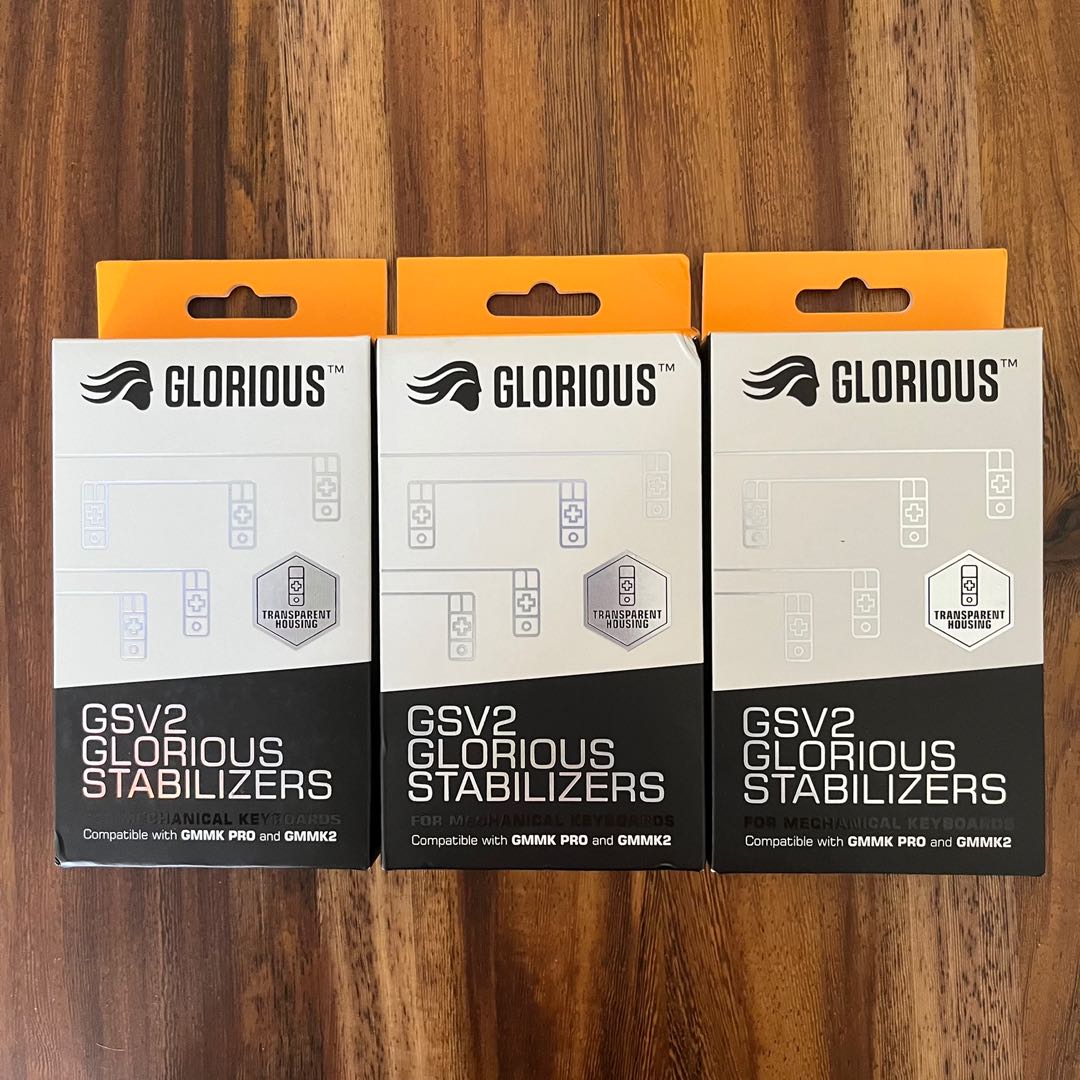 GLORIOUS™
TRANSPARENT
HOUSING
GSV2
GLORIOUS
STABILIZERS
FOR MECHANICAL KEYBOARDS
Compatible with GMMK PRO and GMMK2
GLORIOUS™
TRANSPARENT
HOUSING
GSV2
GLORIOUS
STABILIZERS
FOR MECHANICAL KEYBOARDS
Compatible with GMMK PRO and GMMK2
GLORIOUS™
TRANSPARENT
HOUSING
GSV2
GLORIOUS
STABILIZERS
FOR MECHANICAL KEYBOARDS
Compatible with GMMK PRO and GMMK2